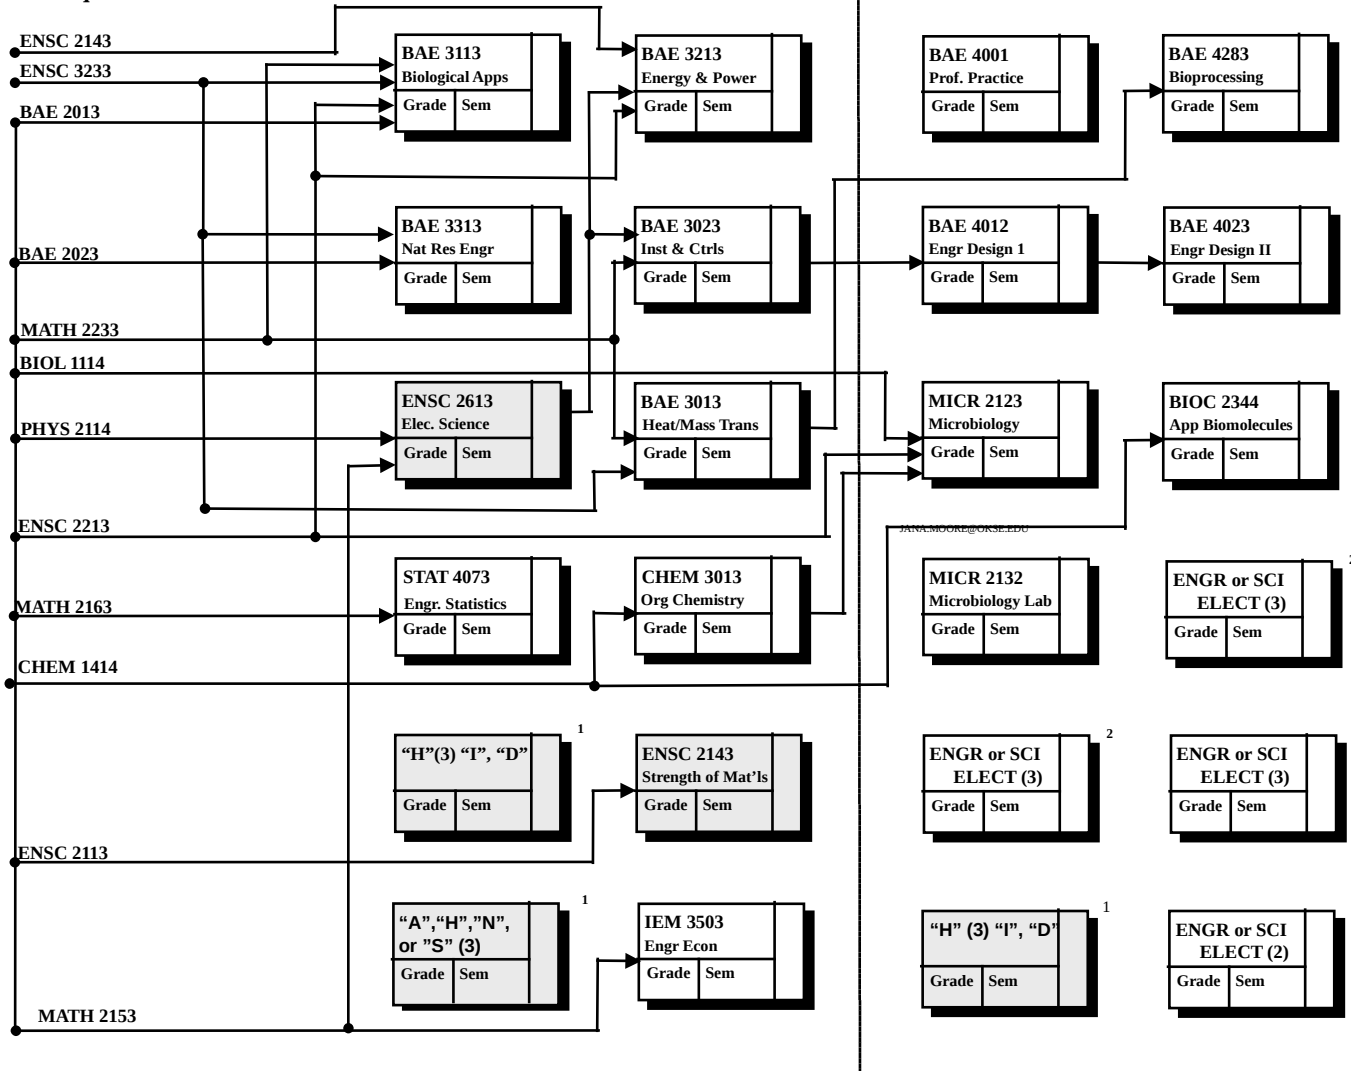 ENSC 2143
ENSC 3233
BAE 2013
BAE 2023
MATH 2233
BIOL 1114
PHYS 2114
ENSC 2213
MATH 2163
CHEM 1414
ENSC 2113
MATH 2153
BAE 3113
Biological Apps
Grade Sem
BAE 3213
Energy & Power
Grade Sem
BAE 4001
Prof. Practice
Grade Sem
BAE 4283
Bioprocessing
Grade Sem
BAE 3313
Nat Res Engr
Grade Sem
BAE 3023
Inst & Ctrls
Grade Sem
BAE 4012
Engr Design 1
Grade Sem
BAE 4023
Engr Design II
Grade Sem
ENSC 2613
Elec. Science
Grade Sem
BAE 3013
Heat/Mass Trans
Grade Sem
MICR 2123
Microbiology
Grade Sem
BIOC 2344
App Biomolecules
Grade Sem
JANA.MOORE@OKSE.EDU
STAT 4073
Engr. Statistics
Grade Sem
CHEM 3013
Org Chemistry
Grade Sem
MICR 2132
Microbiology Lab
Grade Sem
ENGR or SCI
ELECT (3)
Grade Sem
“H”(3) “I”, “D”
1
Grade Sem
ENSC 2143
Strength of Mat’ls
Grade Sem
ENGR or SCI
2
ELECT (3)
Grade Sem
ENGR or SCI
ELECT (3)
Grade Sem
“A”,“H”,”N”,
1
or ”S” (3)
Grade Sem
IEM 3503
Engr Econ
Grade Sem
“H” (3) “I”, “D”
1
Grade Sem
ENGR or SCI
ELECT (2)
Grade Sem